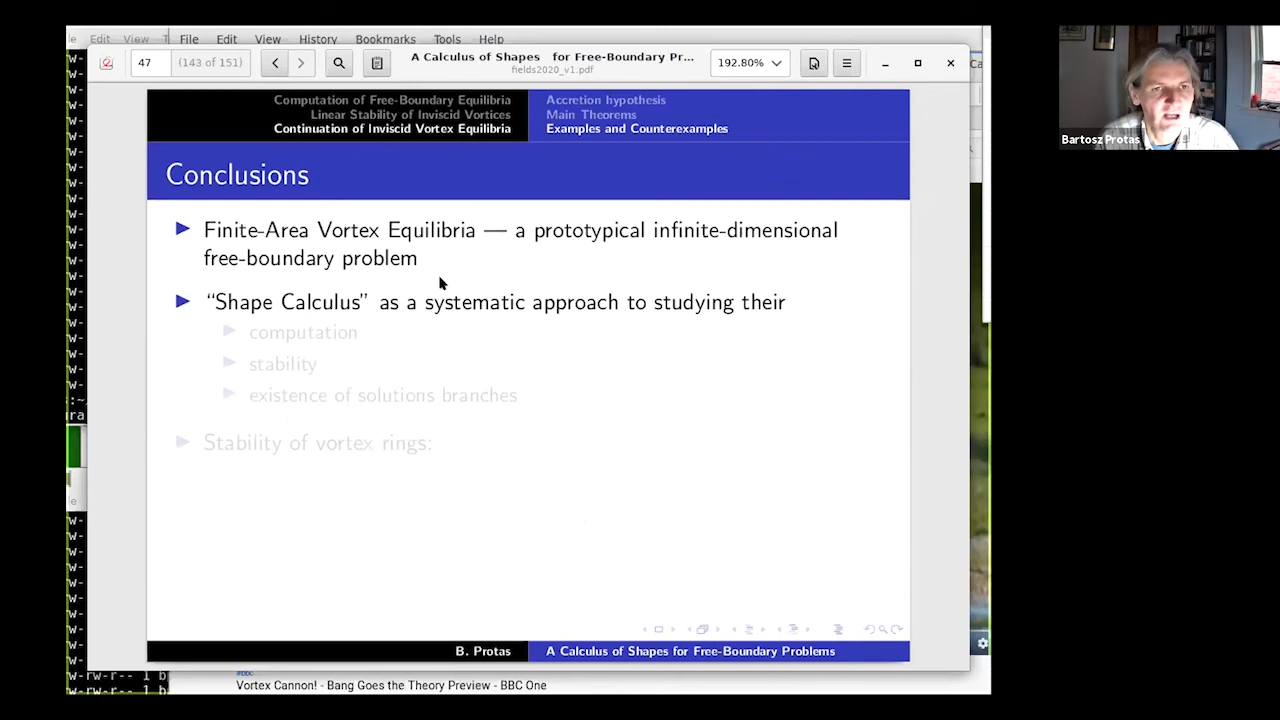 Edit View T File Edit View History Bookmarks Tools Help
47 (143 of 151) A Calculus of Shapes for Free-Boundary Pr... 192.80%
fields2020_v1.pdf
Computation of Free-Boundary Equilibria
Linear Stability of Inviscid Vortices
Continuation of Inviscid Vortex Equilibria
Accretion hypothesis
Main Theorems
Examples and Counterexamples
Conclusions
Finite-Area Vortex Equilibria — a prototypical infinite-dimensional
free-boundary problem
“Shape Calculus” as a systematic approach to studying their
computation
stability
existence of solutions branches
Stability of vortex rings:
B. Protas A Calculus of Shapes for Free-Boundary Problems
Vortex Cannon! - Bang Goes the Theory Preview - BBC One
Bartosz Protas